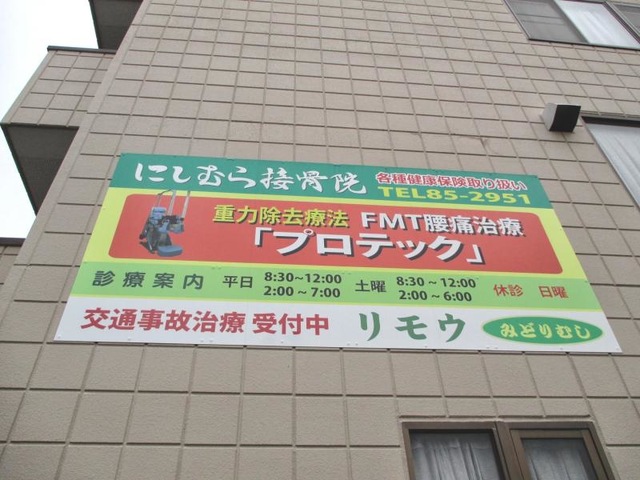 にしむら接骨院 各種健康保険取り扱い
TEL85-2951
重力除去療法 FMT腰痛治療
「プロテック」
診療案内 平日 8:30~12:00 土曜 8:30~12:00 休診 日曜
2:00~7:00 2:00~6:00
交通事故治療 受付中 リモウ みどりむし